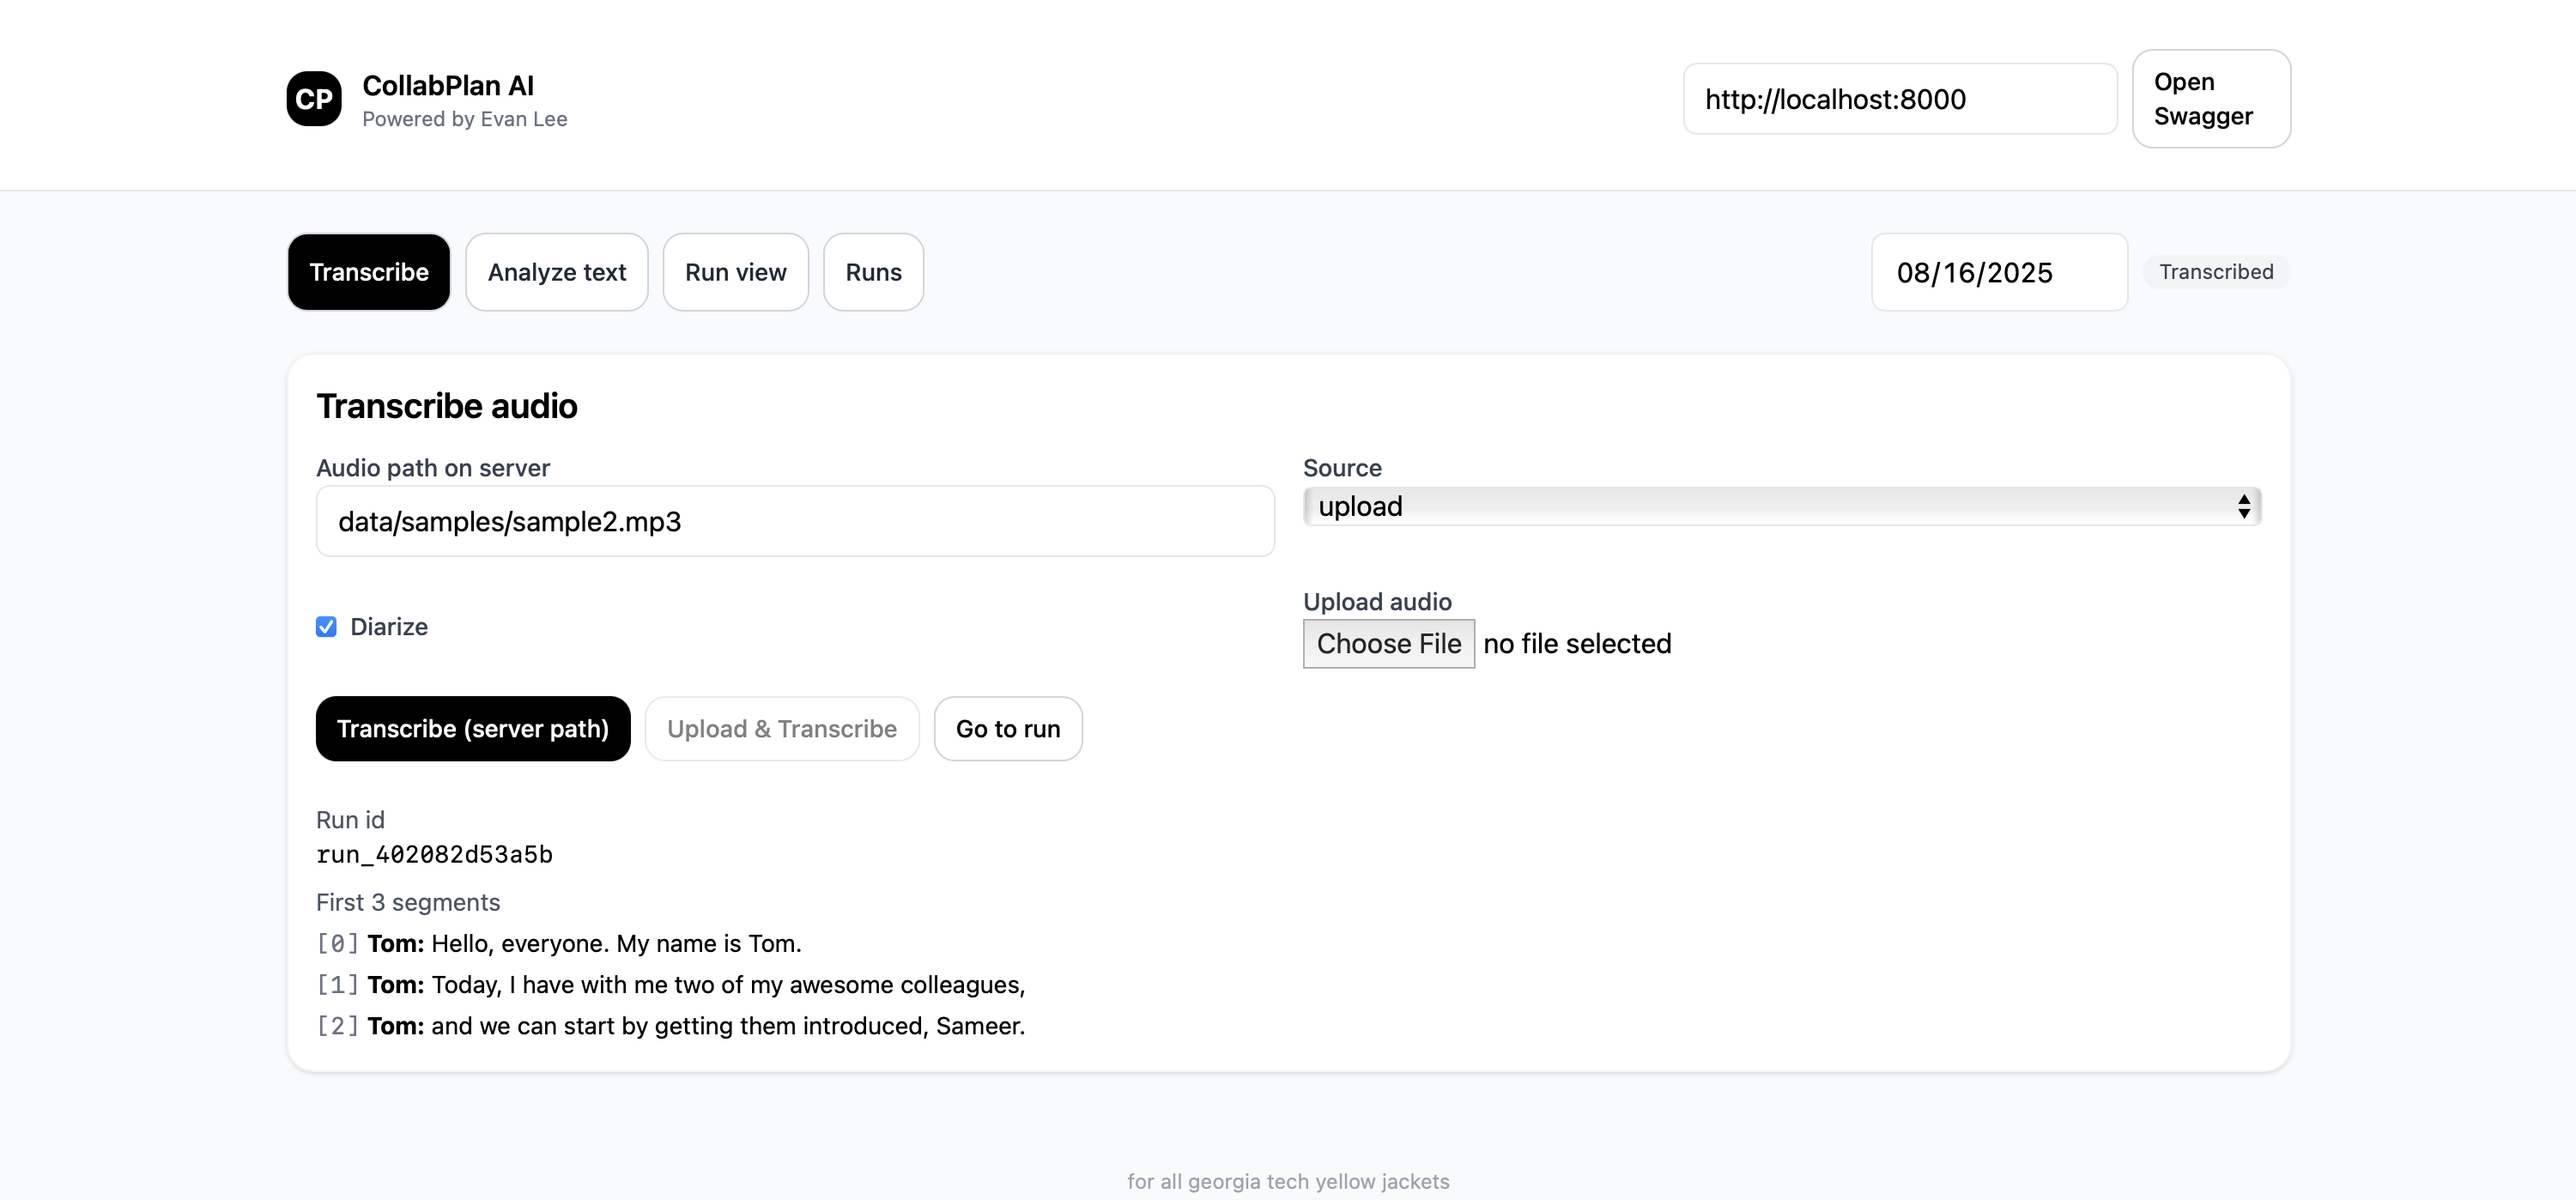 CP
CollabPlan AI
Powered by Evan Lee
http://localhost:8000
Open
Swagger
Transcribe
Analyze text
Run view
Runs
08/16/2025
Transcribed
Transcribe audio
Audio path on server
Source
data/samples/sample2.mp3
upload
Diarize
Upload audio
Choose File no file selected
Transcribe (server path)
Upload & Transcribe
Go to run
Run id
run_402082d53a5b
First 3 segments
[0] Tom: Hello, everyone. My name is Tom.
[1] Tom: Today, I have with me two of my awesome colleagues,
[2] Tom: and we can start by getting them introduced, Sameer.
for all georgia tech yellow jackets